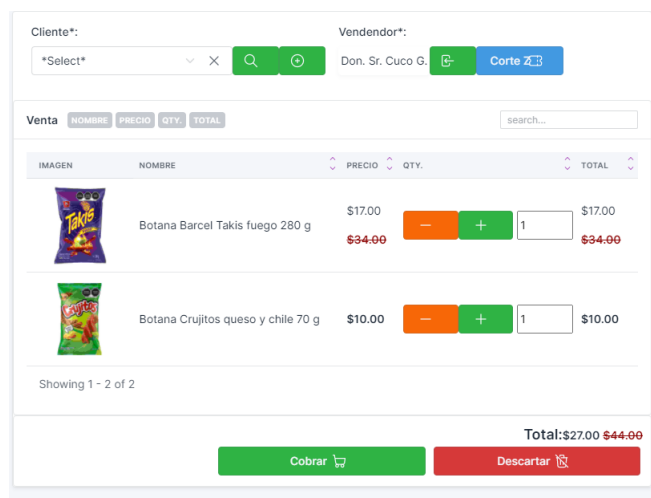 Cliente*:
Vendendor*:
*Select*
Don. Sr. Cuco G.
Corte Z
Venta NOMBRE PRECIO QTY. TOTAL
search...
IMAGEN NOMBRE PRECIO QTY. TOTAL
Takis
Botana Barcel Takis fuego 280 g
$17.00
$34.00
1
$17.00
$34.00
Crujitos
Botana Crujitos queso y chile 70 g
$10.00
1
$10.00
Showing 1 - 2 of 2
Total:$27.00 $44.00
Cobrar
Descartar